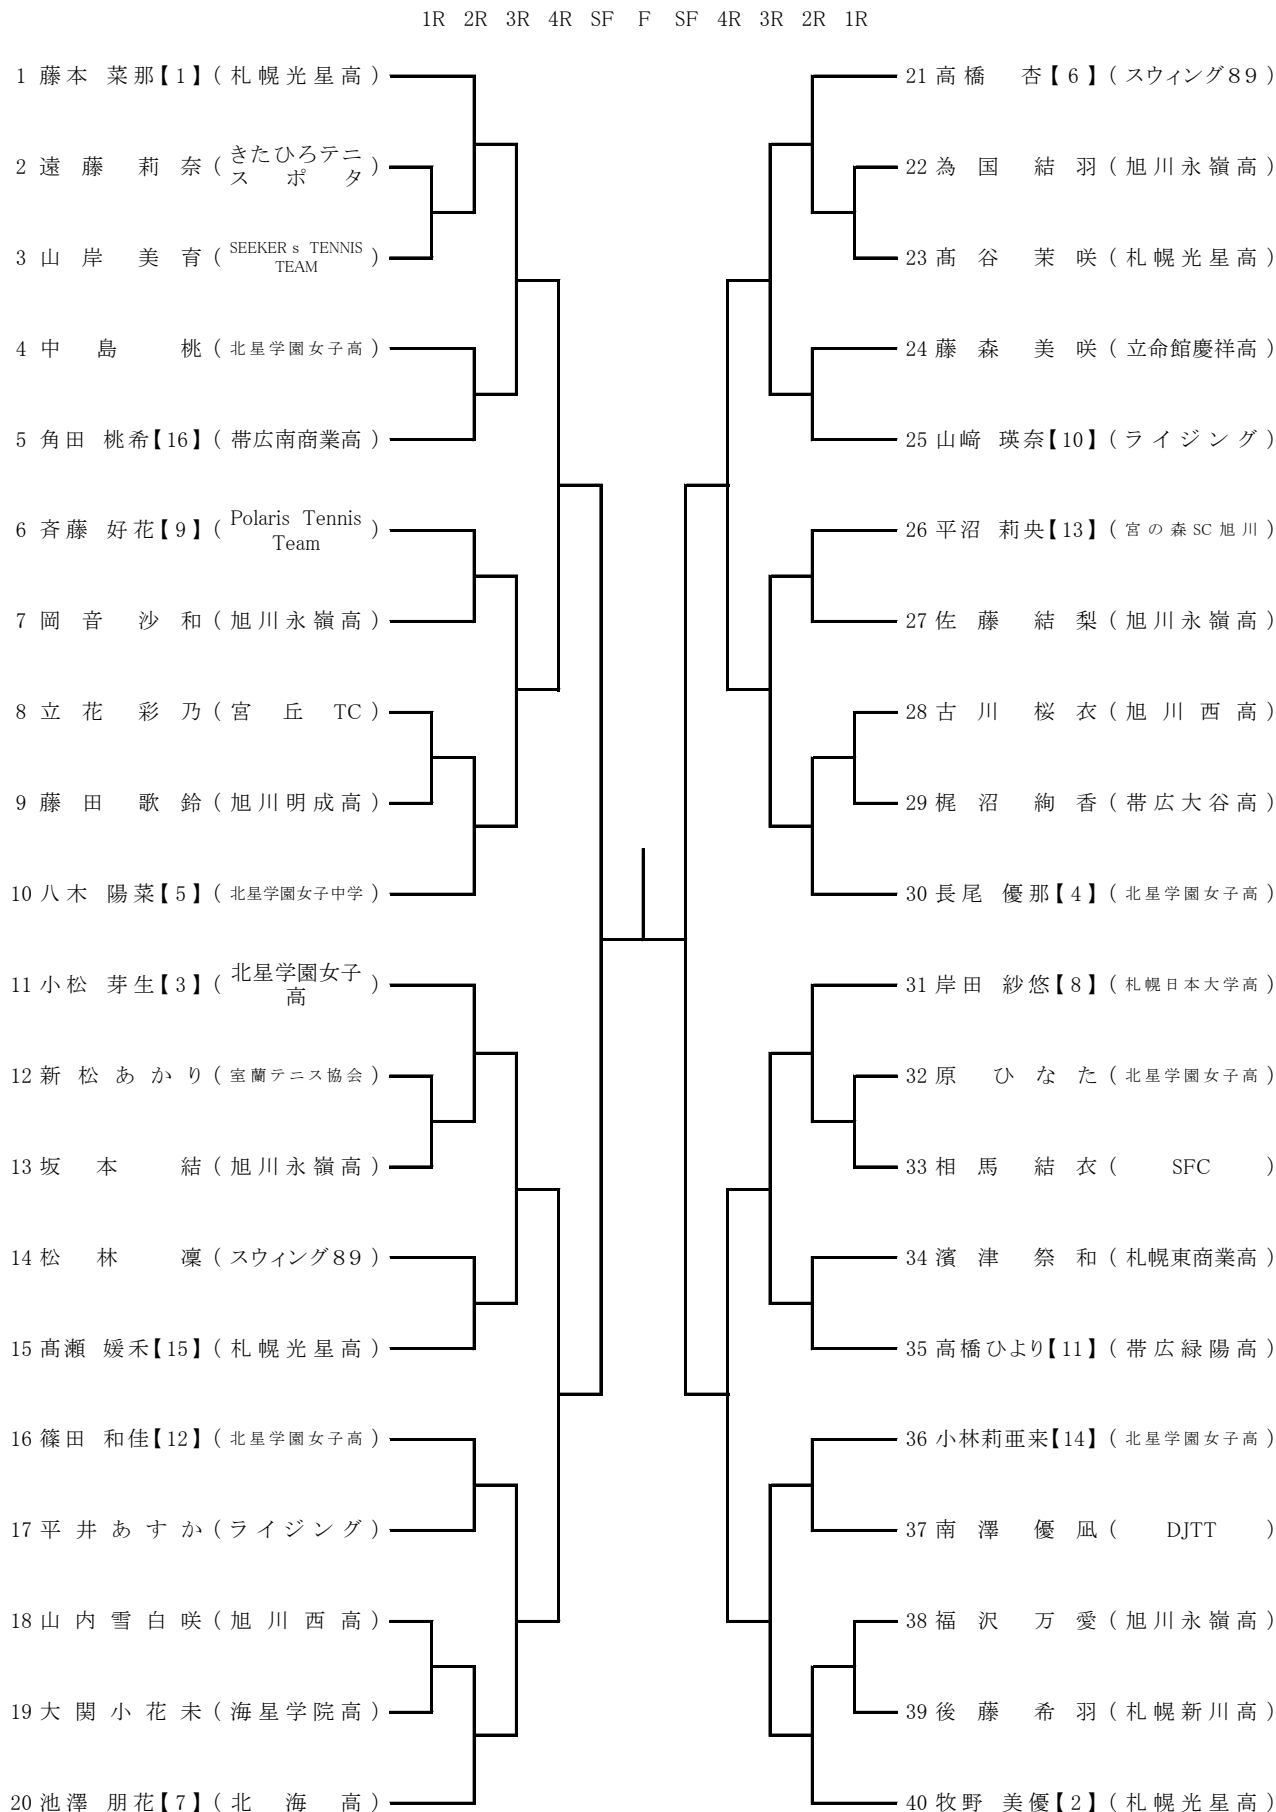 1R 2R 3R 4R SF F SF 4R 3R 2R 1R
1 藤本 菜那【1】(札幌光星高)
2 遠藤 莉奈(きたひろテニスポタ)
3 山岸 美育(SEEKER s TENNIS TEAM)
4 中島 桃(北星学園女子高)
5 角田 桃希【16】(帯広南商業高)
6 斉藤 好花【9】(Polaris Tennis Team)
7 岡音 沙和(旭川永嶺高)
8 立花 彩乃(宮丘TC)
9 藤田 歌鈴(旭川明成高)
10 八木 陽菜【5】(北星学園女子中学)
11 小松 芽生【3】(北星学園女子高)
12 新松あかり(室蘭テニス協会)
13 坂本 結(旭川永嶺高)
14 松林 凜(スウィング89)
15 髙瀬 媛禾【15】(札幌光星高)
16 篠田 和佳【12】(北星学園女子高)
17 平井あすか(ライジング)
18 山内雪白咲(旭川西高)
19 大関小花未(海星学院高)
20 池澤 朋花【7】(北海高)
21 高橋 杏【6】(スウィング89)
22 為国 結羽(旭川永嶺高)
23 髙谷 茉咲(札幌光星高)
24 藤森 美咲(立命館慶祥高)
25 山﨑 瑛奈【10】(ライジング)
26 平沼 莉央【13】(宮の森SC旭川)
27 佐藤 結梨(旭川永嶺高)
28 古川 桜衣(旭川西高)
29 梶沼 絢香(帯広大谷高)
30 長尾 優那【4】(北星学園女子高)
31 岸田 紗悠【8】(札幌日本大学高)
32 原 ひなた(北星学園女子高)
33 相馬 結衣(SFC)
34 濱津 祭和(札幌東商業高)
35 高橋ひより【11】(帯広緑陽高)
36 小林莉亜来【14】(北星学園女子高)
37 南澤 優凪(DJTT)
38 福沢 万愛(旭川永嶺高)
39 後藤 希羽(札幌新川高)
40 牧野 美優【2】(札幌光星高)